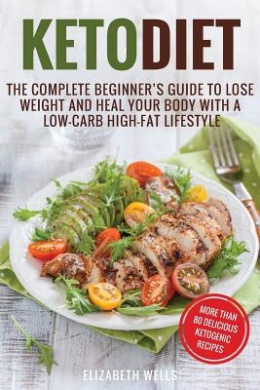 KETODIET
THE COMPLETE BEGINNER'S GUIDE TO LOSE
WEIGHT AND HEAL YOUR BODY WITH A
LOW-CARB HIGH-FAT LIFESTYLE
MORE THAN
80 DELICIOUS
KETOGENIC
RECIPES
ELIZABETH WELLS